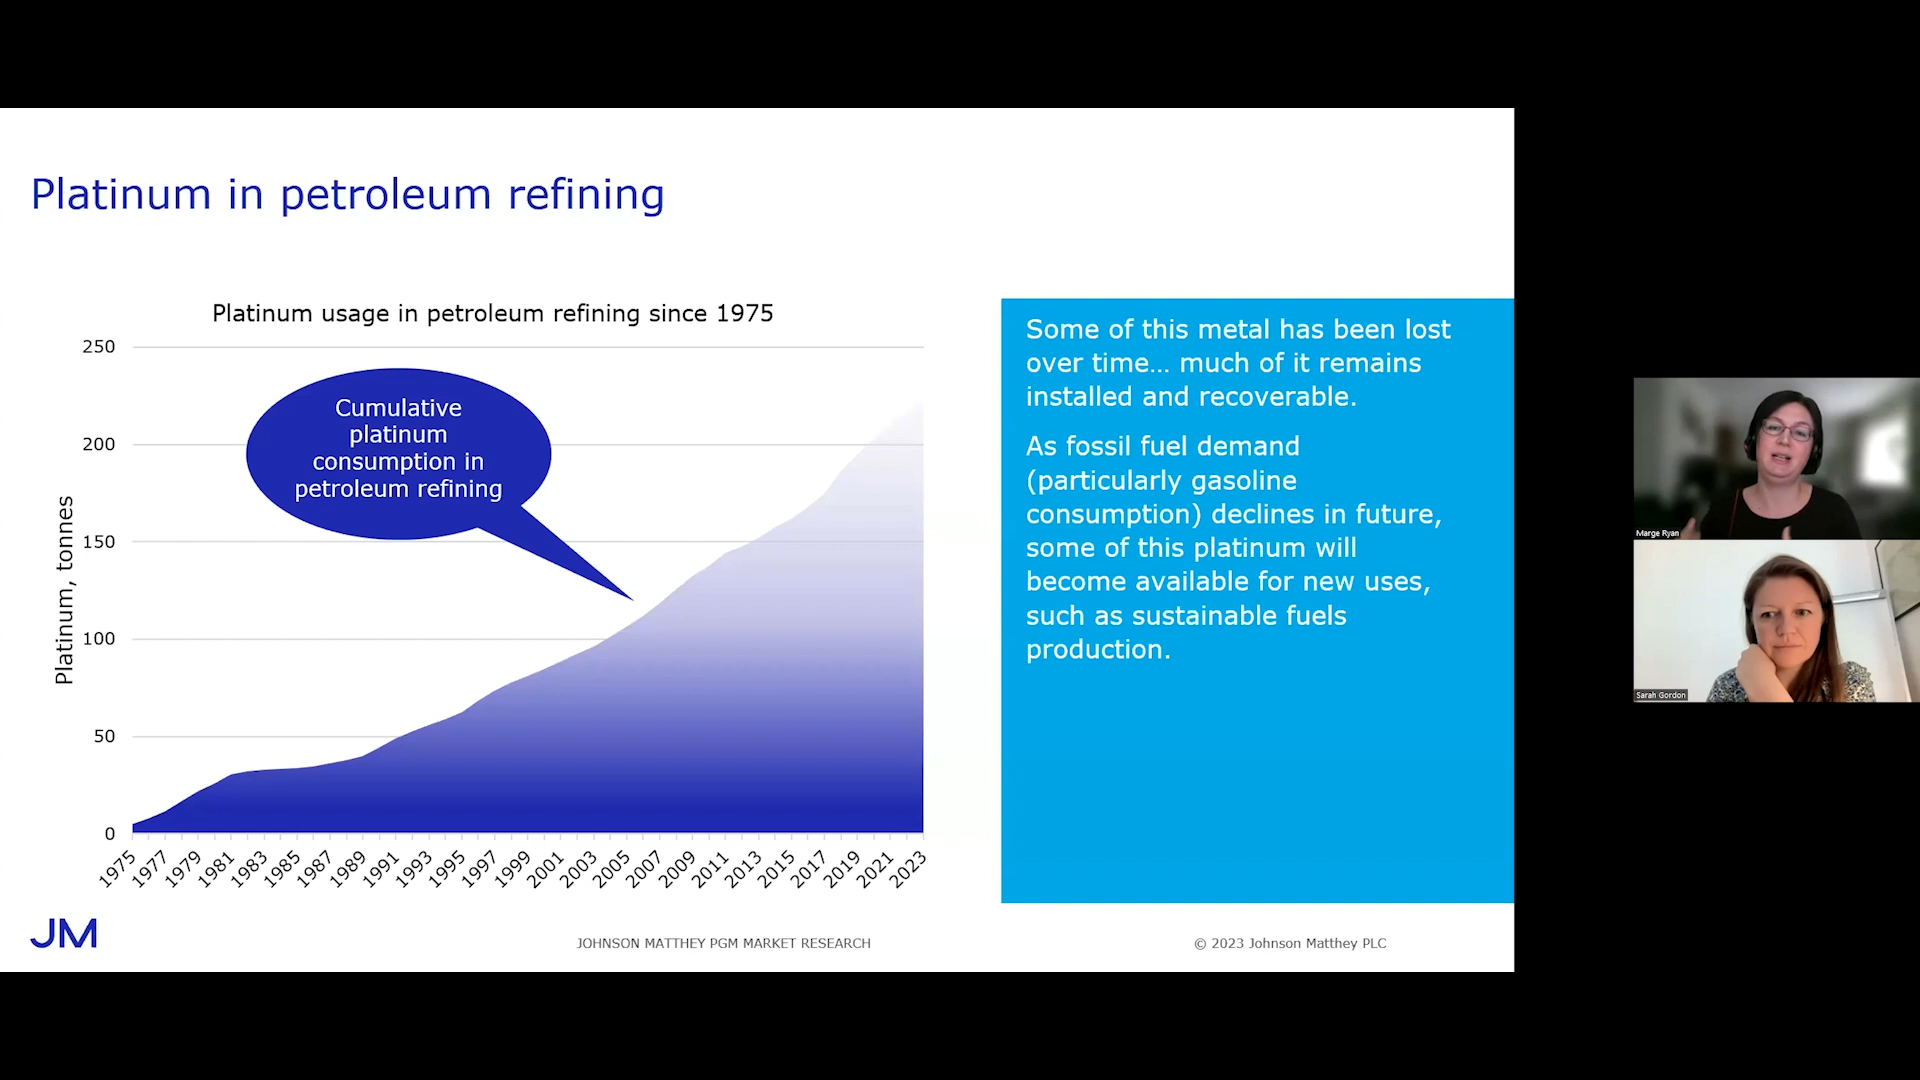 Platinum in petroleum refining
Platinum usage in petroleum refining since 1975
250
200
150
100
50
0
Platinum, tonnes
Cumulative
platinum
consumption in
petroleum refining
1975
1977
1979
1981
1983
1985
1987
1989
1991
1993
1995
1997
1999
2001
2003
2005
2007
2009
2011
2013
2015
2017
2019
2021
2023
Some of this metal has been lost
over time... much of it remains
installed and recoverable.
As fossil fuel demand
(particularly gasoline
consumption) declines in future,
some of this platinum will
become available for new uses,
such as sustainable fuels
production.
JM
JOHNSON MATTHEY PGM MARKET RESEARCH
© 2023 Johnson Matthey PLC
Marge Ryan
Sarah Gordon